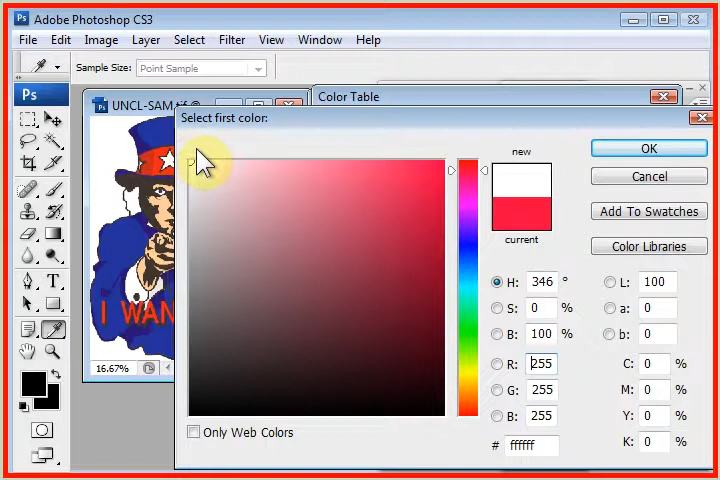 Ps Adobe Photoshop CS3
File Edit Image Layer Select Filter View Window Help
Sample Size: Point Sample
Ps
UNCL-SAM.tif @
Color Table
Select first color:
new
current
OK
Cancel
Add To Swatches
Color Libraries
H: 346 °
S: 0 %
B: 100 %
R: 255
G: 255
B: 255
# ffffff
L: 100
a: 0
b: 0
C: 0 %
M: 0 %
Y: 0 %
K: 0 %
Only Web Colors
I WAN
T
16.67%